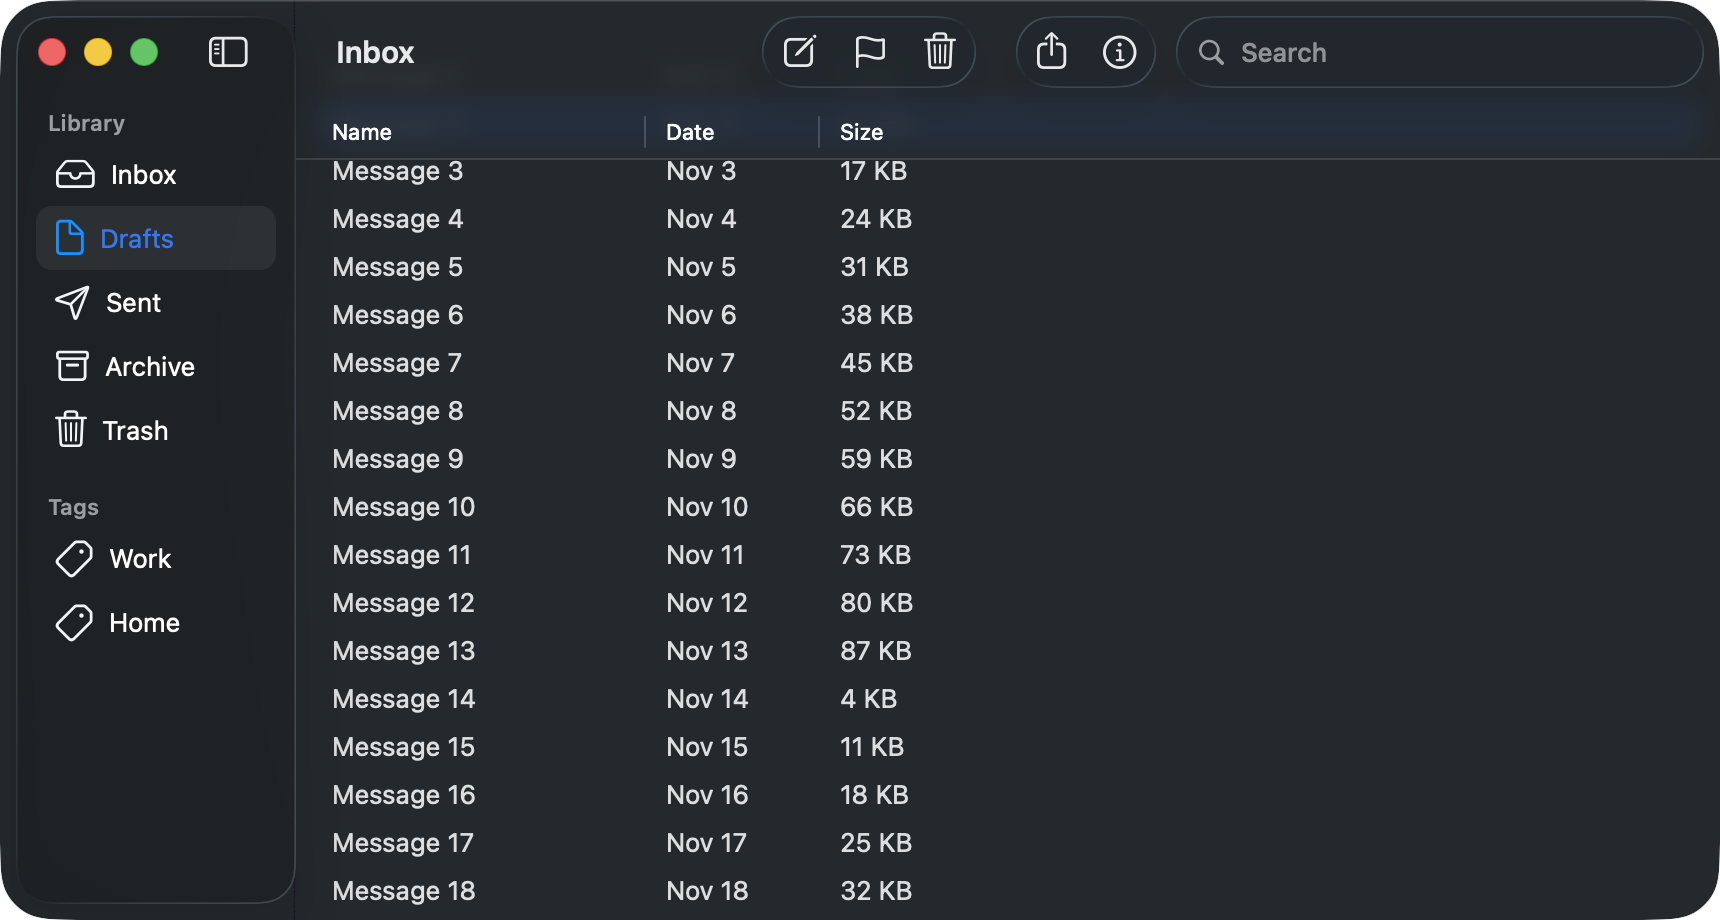 Inbox
Search
Library
Inbox
Drafts
Sent
Archive
Trash
Tags
Work
Home
Name Date Size
Message 3 Nov 3 17 KB
Message 4 Nov 4 24 KB
Message 5 Nov 5 31 KB
Message 6 Nov 6 38 KB
Message 7 Nov 7 45 KB
Message 8 Nov 8 52 KB
Message 9 Nov 9 59 KB
Message 10 Nov 10 66 KB
Message 11 Nov 11 73 KB
Message 12 Nov 12 80 KB
Message 13 Nov 13 87 KB
Message 14 Nov 14 4 KB
Message 15 Nov 15 11 KB
Message 16 Nov 16 18 KB
Message 17 Nov 17 25 KB
Message 18 Nov 18 32 KB